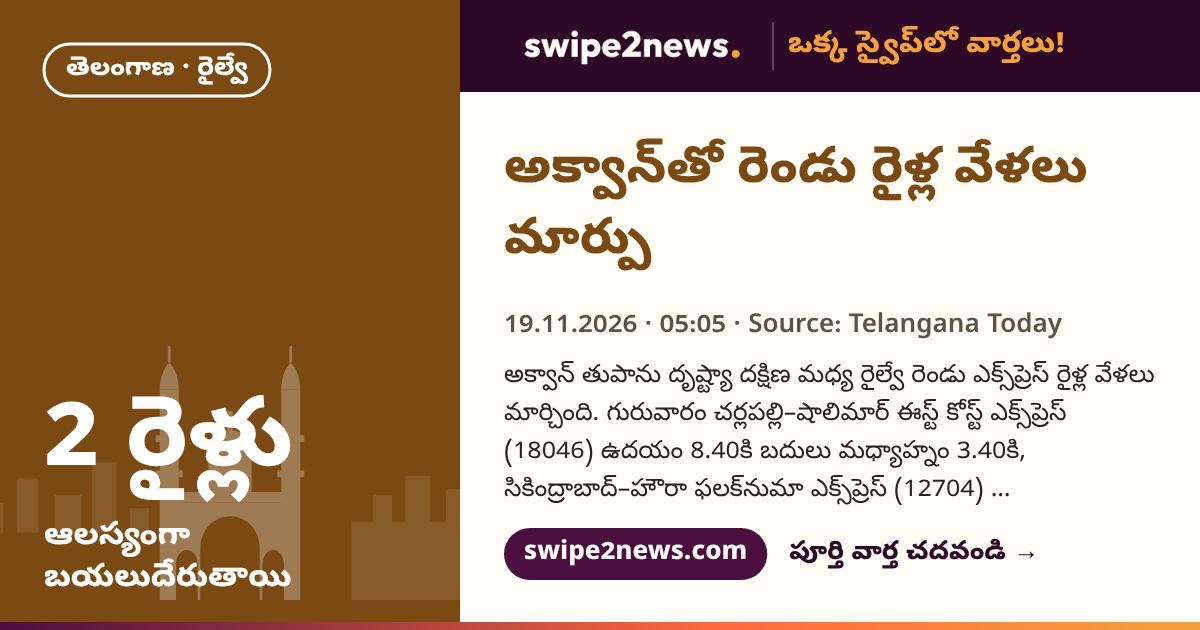 తెలంగాణ · రైల్వే
2 రైళ్లు
ఆలస్యంగా
బయలుదేరుతాయి
swipe2news.
ఒక్క స్వైప్‌లో వార్తలు!
అక్వాన్‌తో రెండు రైళ్ల వేళలు
మార్పు
19.11.2026 · 05:05 · Source: Telangana Today
అక్వాన్ తుపాను దృష్ట్యా దక్షిణ మధ్య రైల్వే రెండు ఎక్స్‌ప్రెస్ రైళ్ల వేళలు
మార్చింది. గురువారం చర్లపల్లి–షాలిమార్ ఈస్ట్ కోస్ట్ ఎక్స్‌ప్రెస్
(18046) ఉదయం 8.40కి బదులు మధ్యాహ్నం 3.40కి,
సికింద్రాబాద్–హౌరా ఫలక్‌నుమా ఎక్స్‌ప్రెస్ (12704) ...
swipe2news.com
పూర్తి వార్త చదవండి →